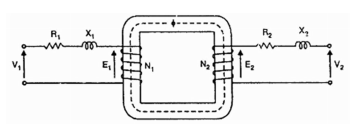 R₁ X₁ R₂ X₂
V₁ E₁ N₁ N₂ E₂ V₂